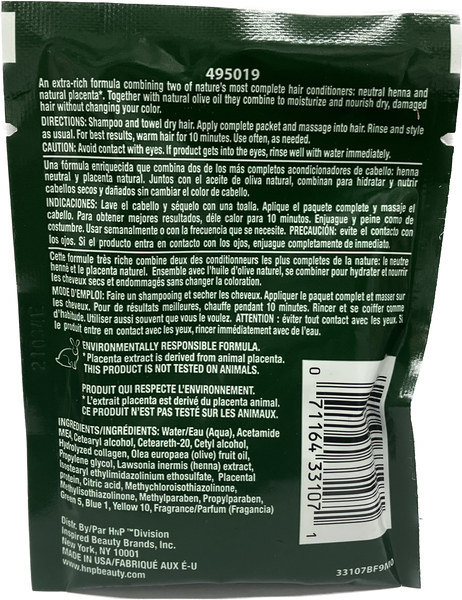 495019
An extra-rich formula combining two of nature's most complete hair conditioners: neutral henna and
natural placenta*. Together with natural olive oil they combine to moisturize and nourish dry, damaged
hair without changing your color.
DIRECTIONS: Shampoo and towel dry hair. Apply complete packet and massage into hair. Rinse and style
as usual. For best results, warm hair for 10 minutes. Use often, as needed.
CAUTION: Avoid contact with eyes. If product gets into the eyes, rinse well with water immediately.
Una fórmula enriquecida que combina dos de los más completos acondicionadores de cabello: henna
neutral y placenta natural. Juntos con el aceite de oliva natural, combinan para hidratar y nutrir
cabellos secos y dañados sin cambiar el color de cabello.
INDICACIONES: Lave el cabello y séquelo con una toalla. Aplique el paquete completo y masaje el
cabello. Para obtener mejores resultados, déle calor para 10 minutos. Enjuague y peine como de
costumbre. Usar semanalmente o con la frecuencia que se necesite. PRECAUCIÓN: evite el contacto con
los ojos. Si el producto entra en contacto con los ojos, enjuague completamente de inmediato.
Cette formule très riche combine deux des conditionneurs les plus completes de la nature: le neutre
henné et le placenta naturel. Ensemble avec l'huile d'olive naturel, se combiner pour hydrater et nourrir
les cheveux secs et endommagés sans changer la coloration.
MODE D'EMPLOI: Faire un shampooing et secher les cheveux. Appliquer le paquet complet et masser sur
les cheveux. Pour de résultats meilleurs, chauffe pendant 10 minutes. Rincer et se coiffer comme
d'habitude. Utiliser souvent que vous le voulez. ATTENTION : éviter tout contact avec les yeux. Si
le produit entre en contact avec les yeux, rincer immédiatement avec de l'eau.
ENVIRONMENTALLY RESPONSIBLE FORMULA.
* Placenta extract is derived from animal placenta.
THIS PRODUCT IS NOT TESTED ON ANIMALS.
PRODUIT QUI RESPECTE L'ENVIRONNEMENT.
* L'extrait placenta est derivé du placenta animal.
CE PRODUIT N'EST PAS TESTÉ SUR LES ANIMAUX.
INGREDIENTS/INGRÉDIENTS: Water/Eau (Aqua), Acetamide
MEA, Cetearyl alcohol, Ceteareth-20, Cetyl alcohol,
Hydrolyzed collagen, Olea europaea (olive) fruit oil,
Propylene glycol, Lawsonia inermis (henna) extract,
Isostearyl ethylimidazolinium ethosulfate, Placental
protein, Citric acid, Methylchloroisothiazolinone,
Methylisothiazolinone, Methylparaben, Propylparaben,
Green 5, Blue 1, Yellow 10, Fragrance/Parfum (Fragancia)
Distr. By/Par HnP ™Division
Inspired Beauty Brands, Inc.
New York, NY 10001
MADE IN USA/FABRIQUÉ AUX É-U
www.hnpbeauty.com
0 71164 33107 1
33107BF9M0